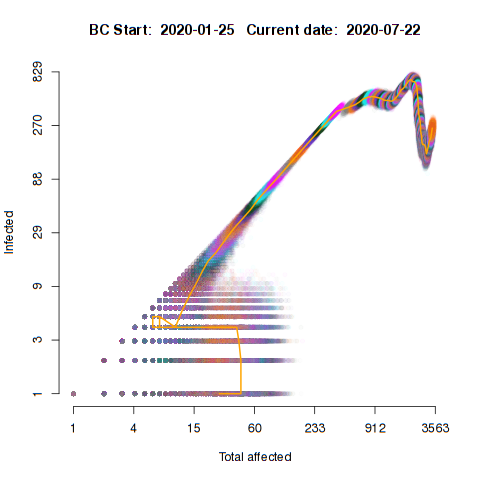 BC Start: 2020-01-25 Current date: 2020-07-22
829
270
88
29
9
3
1
Infected
1 4 15 60 233 912 3563
Total affected